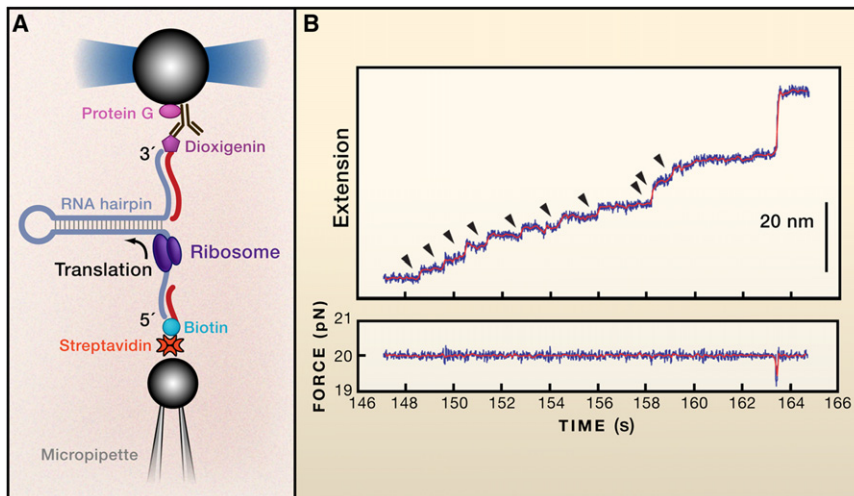 A
Protein G
Dioxigenin
3´
RNA hairpin
Ribosome
Translation
5´
Biotin
Streptavidin
Micropipette
B
Extension
20 nm
FORCE (pN)
21
20
19
146 148 150 152 154 156 158 160 162 164 166
TIME (s)